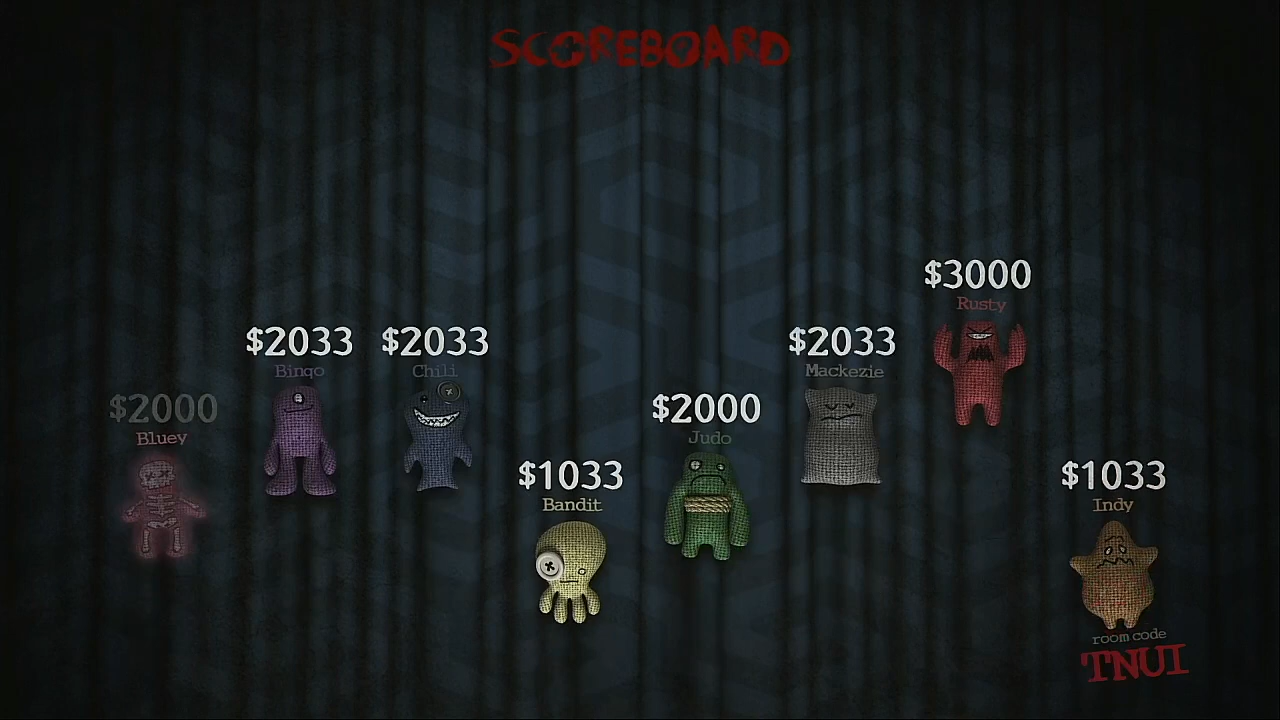 SCOREBOARD
$2000
Bluey
$2033
Bingo
$2033
Chili
$1033
Bandit
$2000
Judo
$2033
Mackezie
$3000
Rusty
$1033
Indy
room code
TNUI